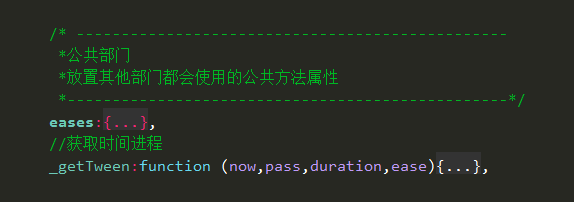 /* ------------------------------------------------
*公共部门
*放置其他部门都会使用的公共方法属性
*-------------------------------------------------*/
eases:{...},
//获取时间进程
_getTween:function (now,pass,duration,ease){...},